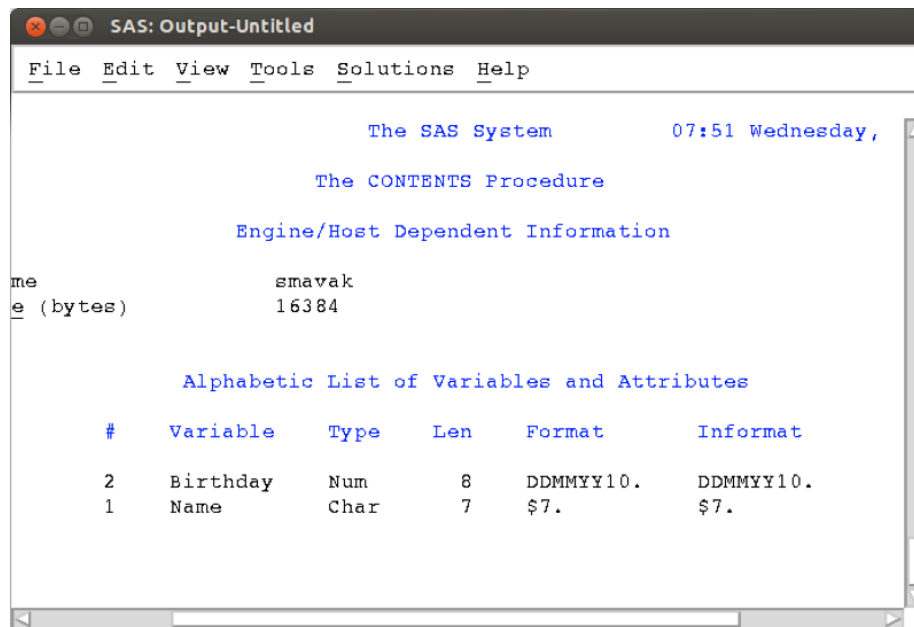 SAS: Output-Untitled
File Edit View Tools Solutions Help
The SAS System 07:51 Wednesday,
The CONTENTS Procedure
Engine/Host Dependent Information
me smavak
e (bytes) 16384
Alphabetic List of Variables and Attributes
# Variable Type Len Format Informat
2 Birthday Num 8 DDMMYY10. DDMMYY10.
1 Name Char 7 $7. $7.